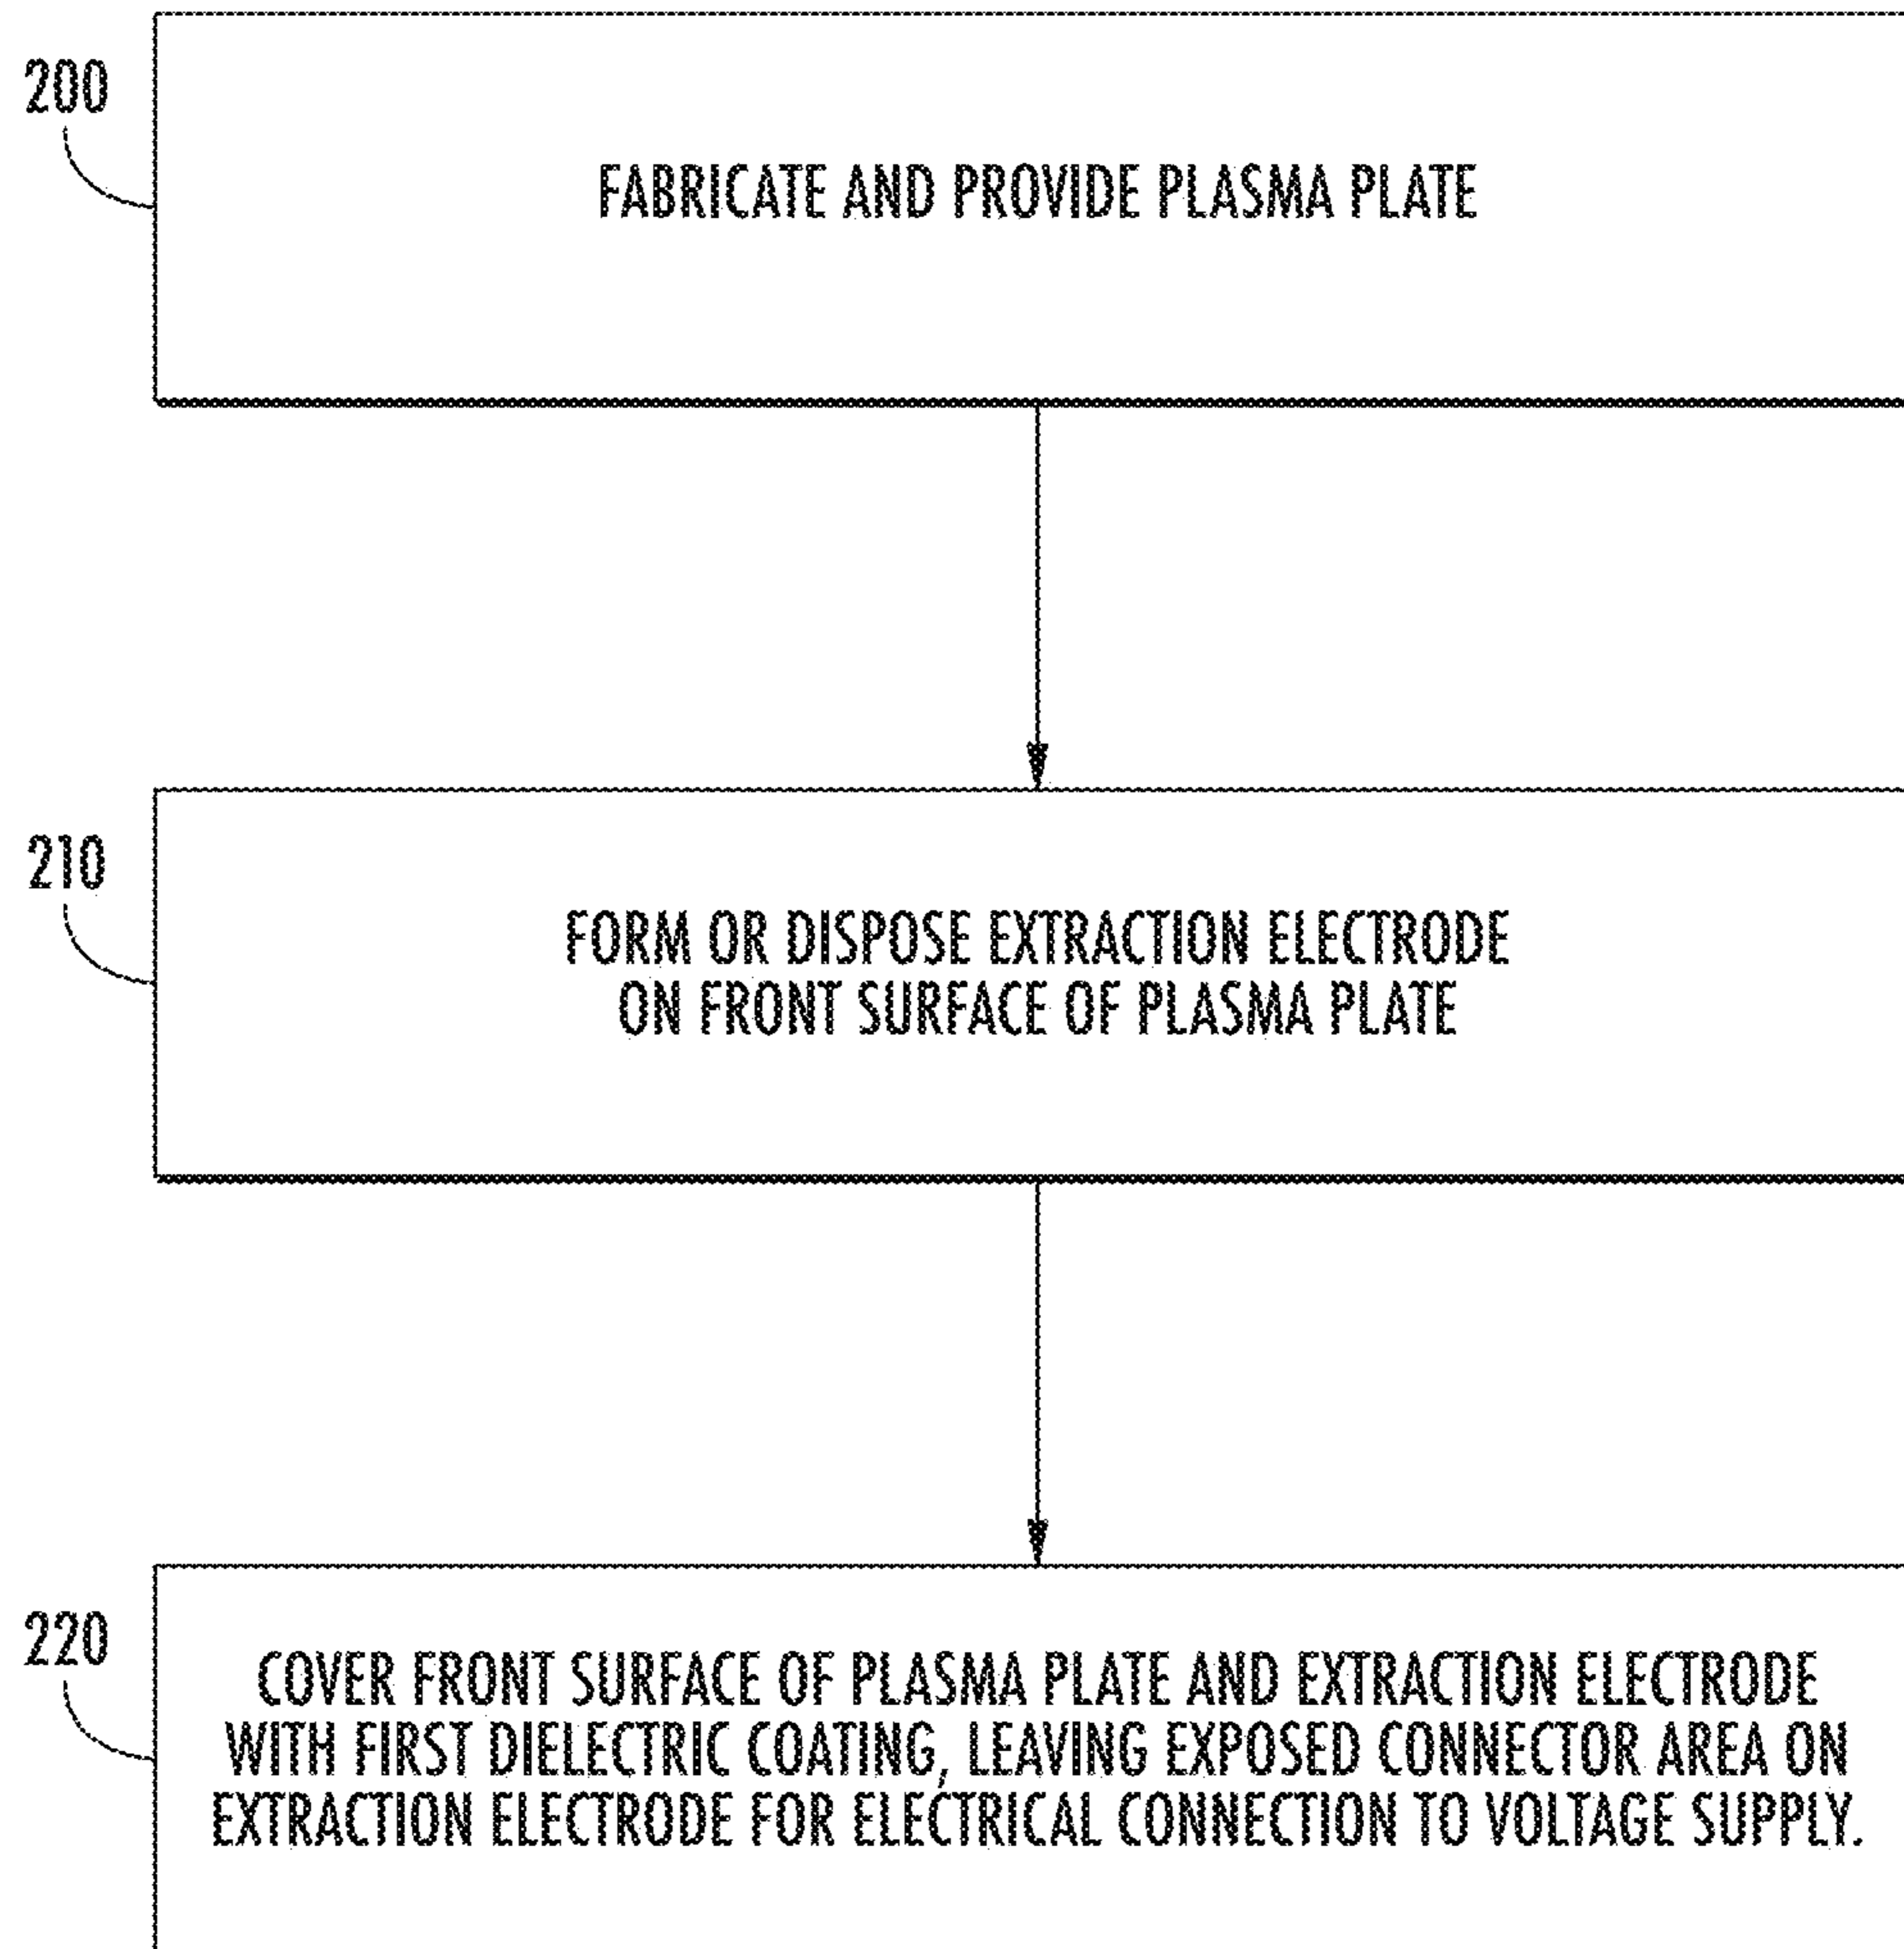 200
FABRICATE AND PROVIDE PLASMA PLATE
210
FORM OR DISPOSE EXTRACTION ELECTRODE
ON FRONT SURFACE OF PLASMA PLATE
220
COVER FRONT SURFACE OF PLASMA PLATE AND EXTRACTION ELECTRODE
WITH FIRST DIELECTRIC COATING, LEAVING EXPOSED CONNECTOR AREA ON
EXTRACTION ELECTRODE FOR ELECTRICAL CONNECTION TO VOLTAGE SUPPLY.